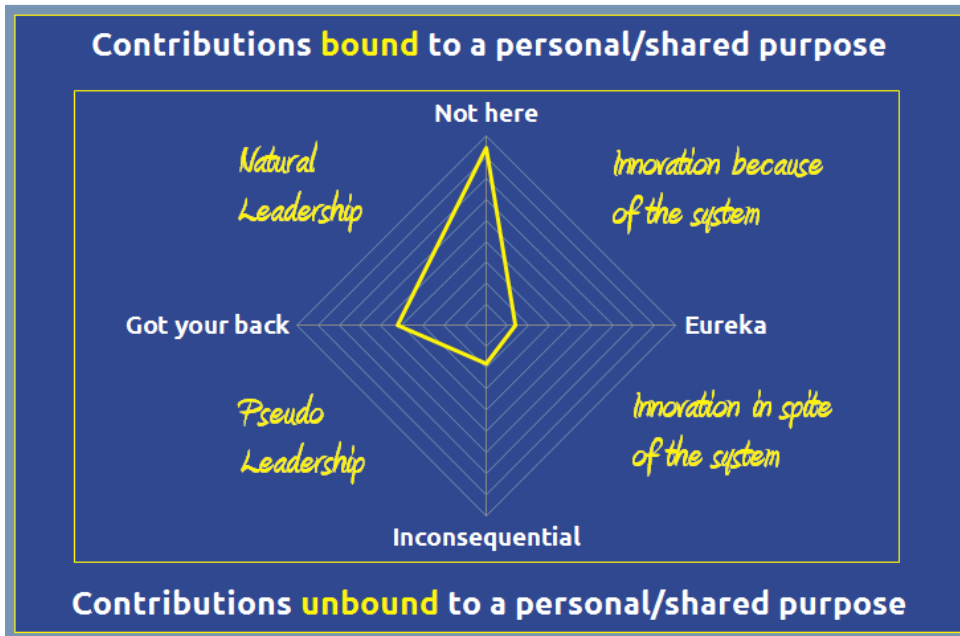 Contributions bound to a personal/shared purpose
Not here
Natural
Leadership
Innovation because
of the system
Got your back
Eureka
Pseudo
Leadership
Innovation in spite
of the system
Inconsequential
Contributions unbound to a personal/shared purpose